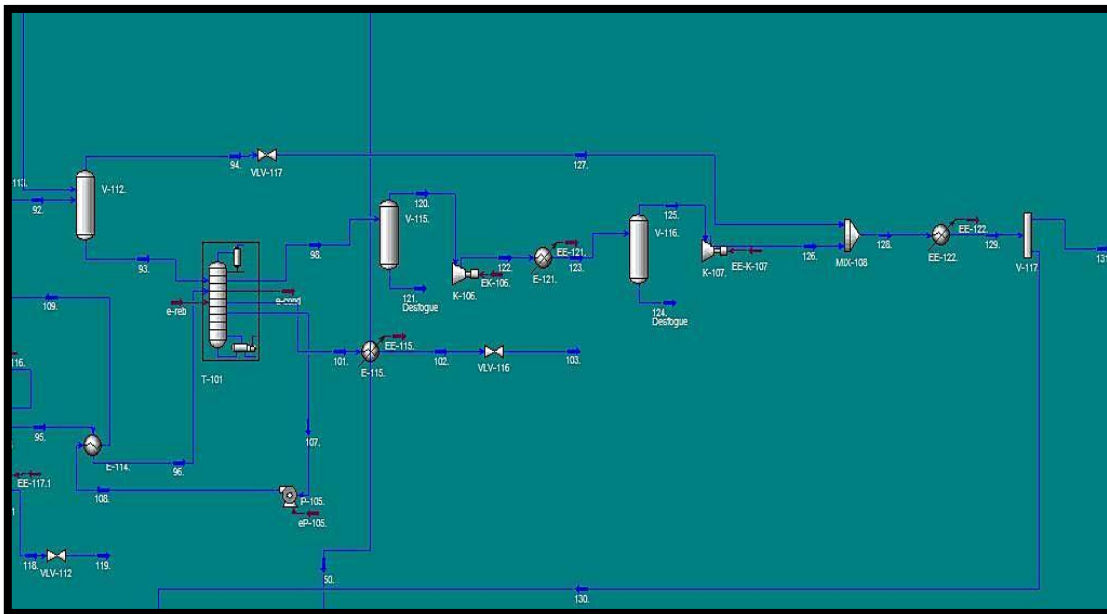 94.
VLV-117
127.
113.
92.
V-112.
120.
V-115.
125.
V-116.
93.
98.
EE-121.
122.
E-121.
123.
K-106.
EK-106.
K-107.
EE-K-107
126.
MIX-108
128.
EE-122.
129.
EE-122.
V-117
131
121.
Desfogue
124.
Desfogue
109.
e-reb
e-cond
T-101
EE-115.
101.
E-115.
102.
VLV-116
103.
116.
95.
107.
E-114.
96.
EE-117.1
108.
P-105.
eP-105.
118.
VLV-112
119.
50.
130.